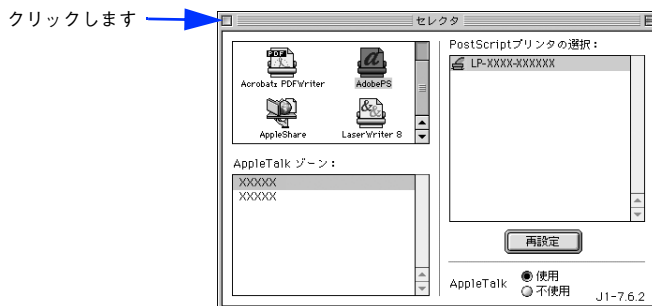 クリックします
セレクタ
Acrobat™ PDFWriter
AdobePS
AppleShare
LaserWriter 8
PostScriptプリンタの選択：
LP-XXXX-XXXXXX
AppleTalk ゾーン：
XXXXX
XXXXX
再設定
AppleTalk
使用
不使用
J1-7.6.2